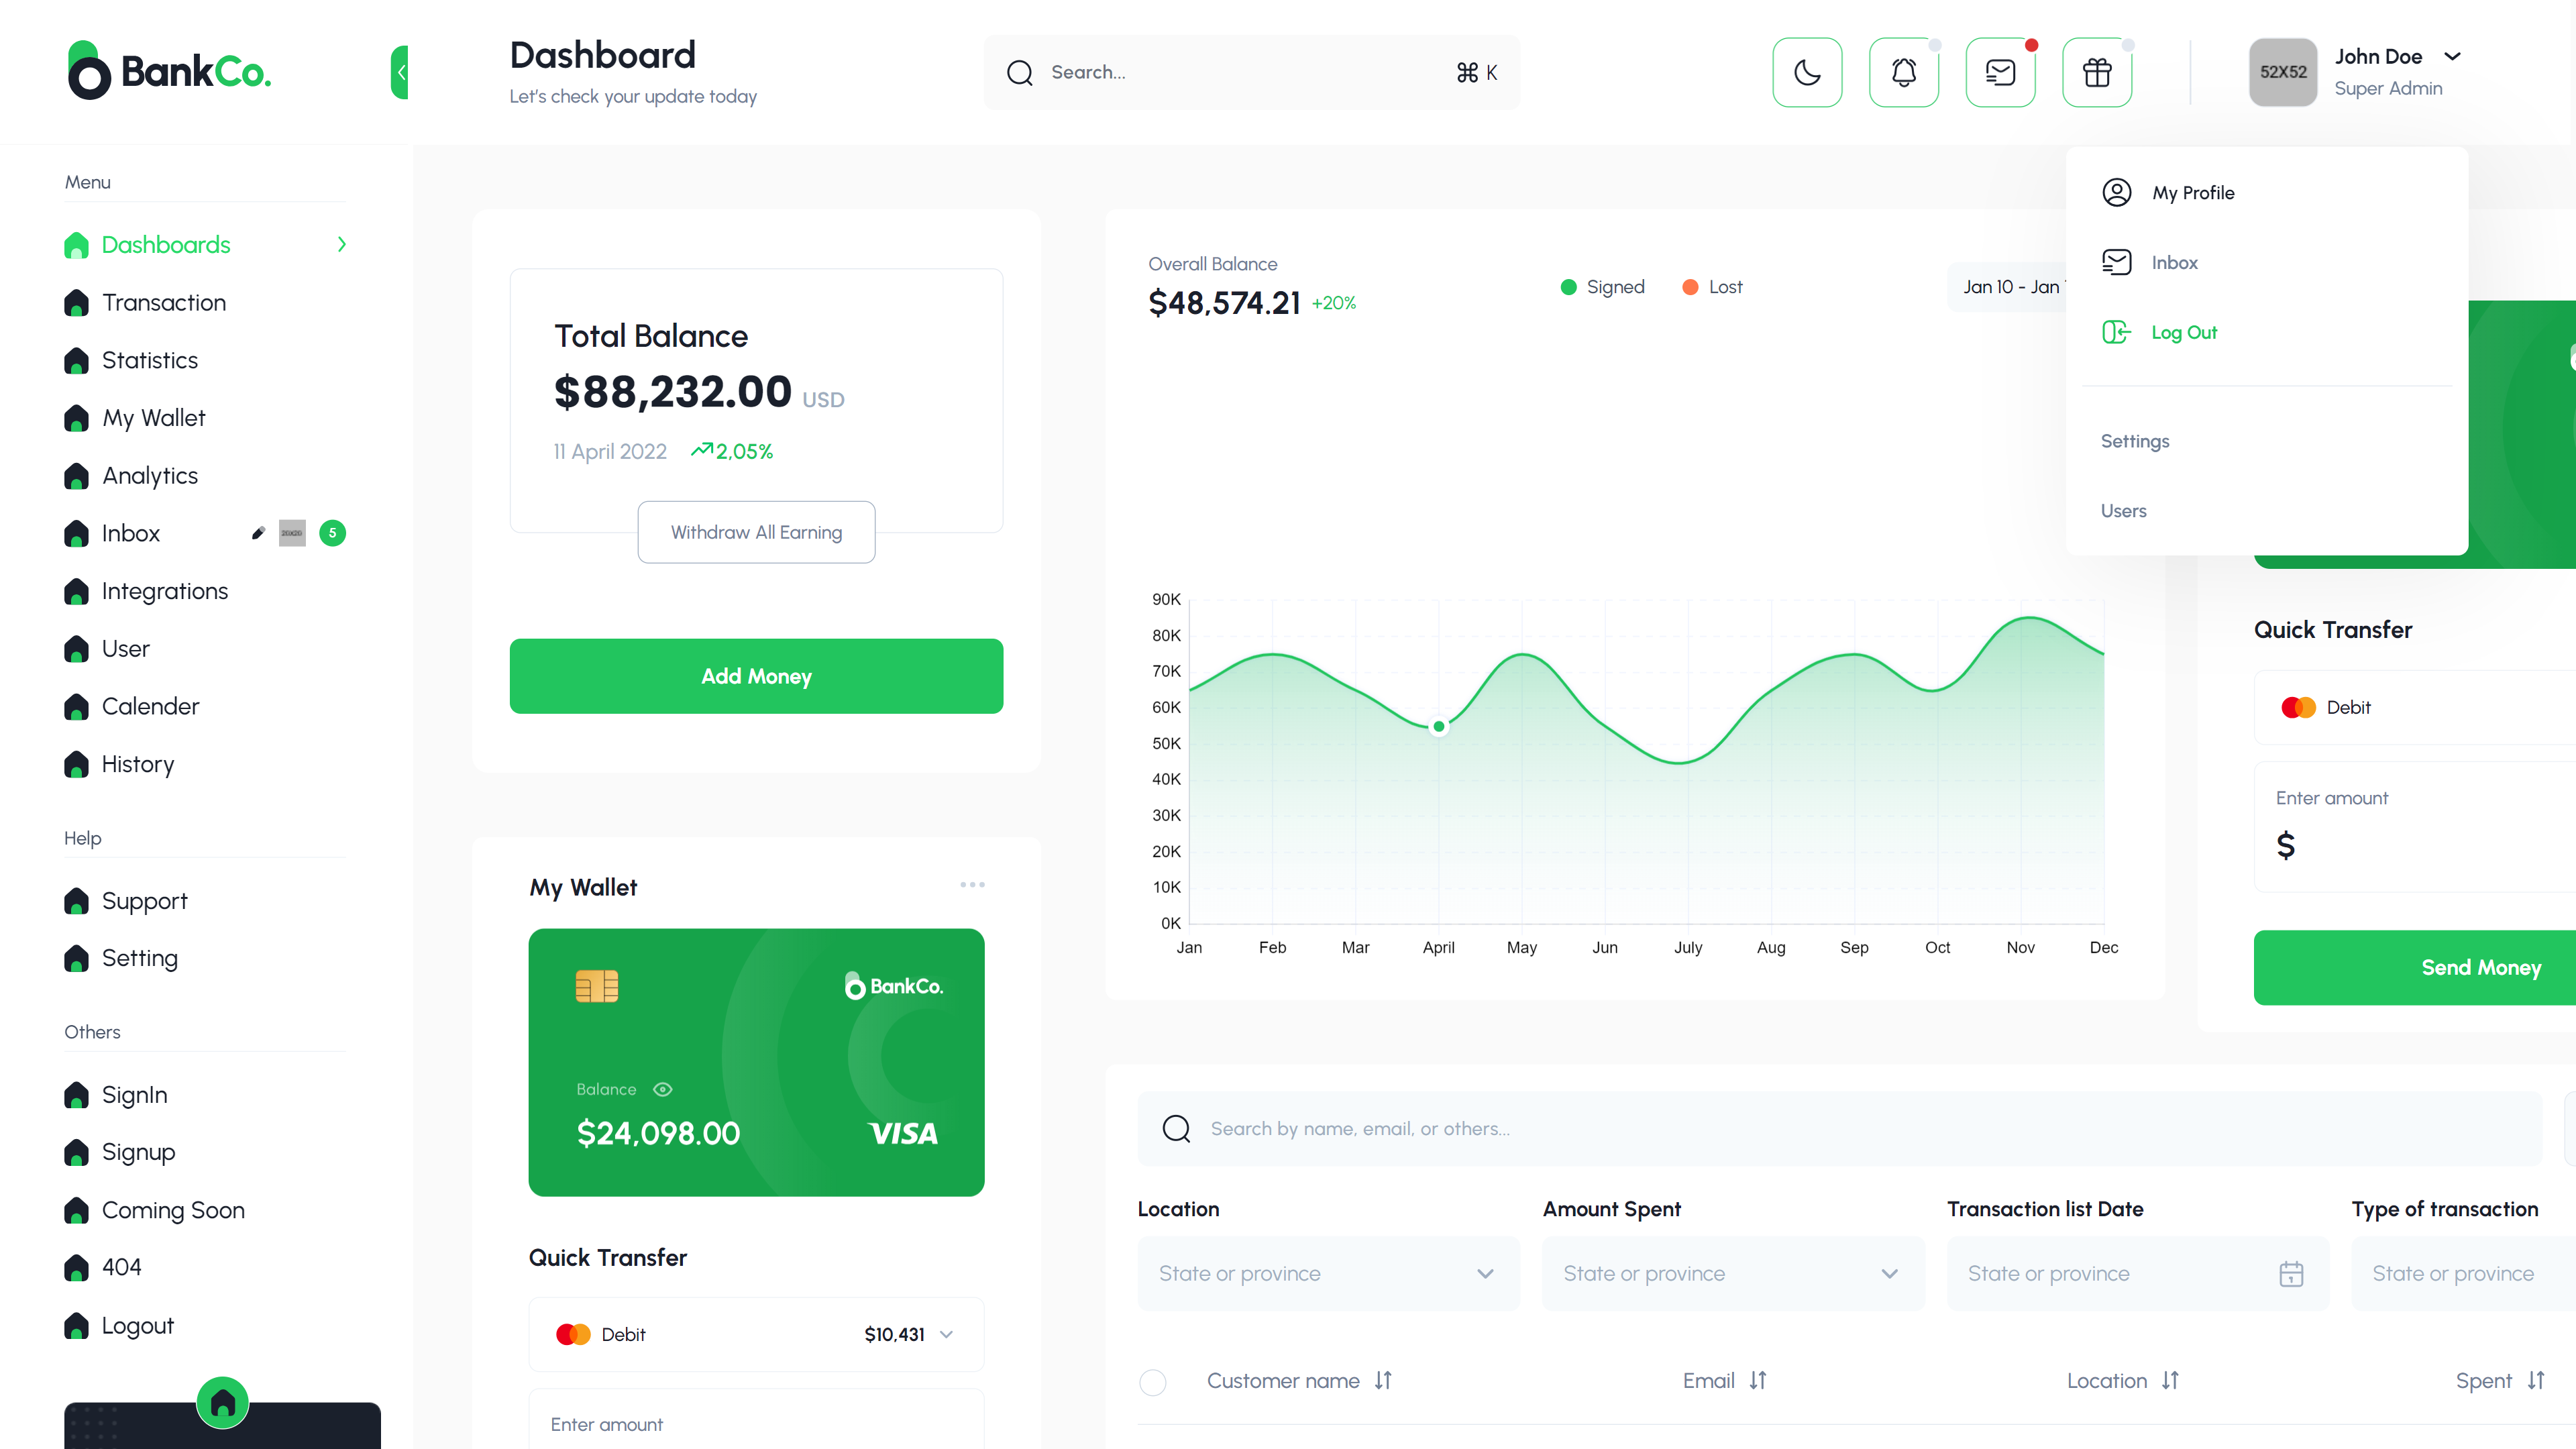 BankCo.
Dashboard
Let's check your update today
Search...
⌘ K
52X52
John Doe
Super Admin
Menu
Dashboards
Transaction
Statistics
My Wallet
Analytics
Inbox
5
Integrations
User
Calender
History
Help
Support
Setting
Others
SignIn
Signup
Coming Soon
404
Logout
Total Balance
$88,232.00 USD
11 April 2022 2,05%
Withdraw All Earning
Add Money
My Wallet
BankCo.
Balance
$24,098.00
VISA
Quick Transfer
Debit $10,431
Enter amount
Overall Balance
$48,574.21 +20%
Signed
Lost
Jan 10 - Jan
90K
80K
70K
60K
50K
40K
30K
20K
10K
0K
Jan Feb Mar April May Jun July Aug Sep Oct Nov Dec
My Profile
Inbox
Log Out
Settings
Users
Quick Transfer
Debit
Enter amount
$
Send Money
Search by name, email, or others...
Location Amount Spent Transaction list Date Type of transaction
State or province State or province State or province State or province
Customer name Email Location Spent